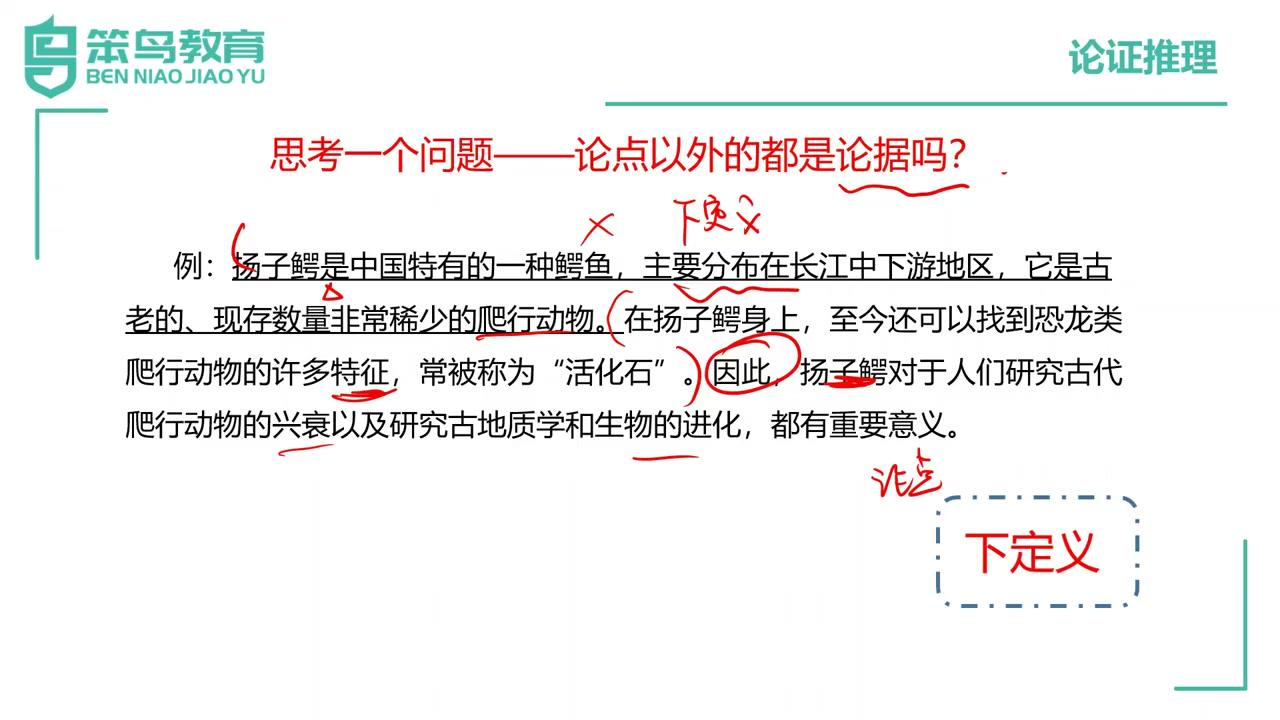 笨鸟教育
BEN NIAO JIAO YU
论证推理
思考一个问题——论点以外的都是论据吗？
× 下定义
例：扬子鳄是中国特有的一种鳄鱼，主要分布在长江中下游地区，它是古
老的、现存数量非常稀少的爬行动物。在扬子鳄身上，至今还可以找到恐龙类
爬行动物的许多特征，常被称为“活化石”。因此，扬子鳄对于人们研究古代
爬行动物的兴衰以及研究古地质学和生物的进化，都有重要意义。
论点
下定义